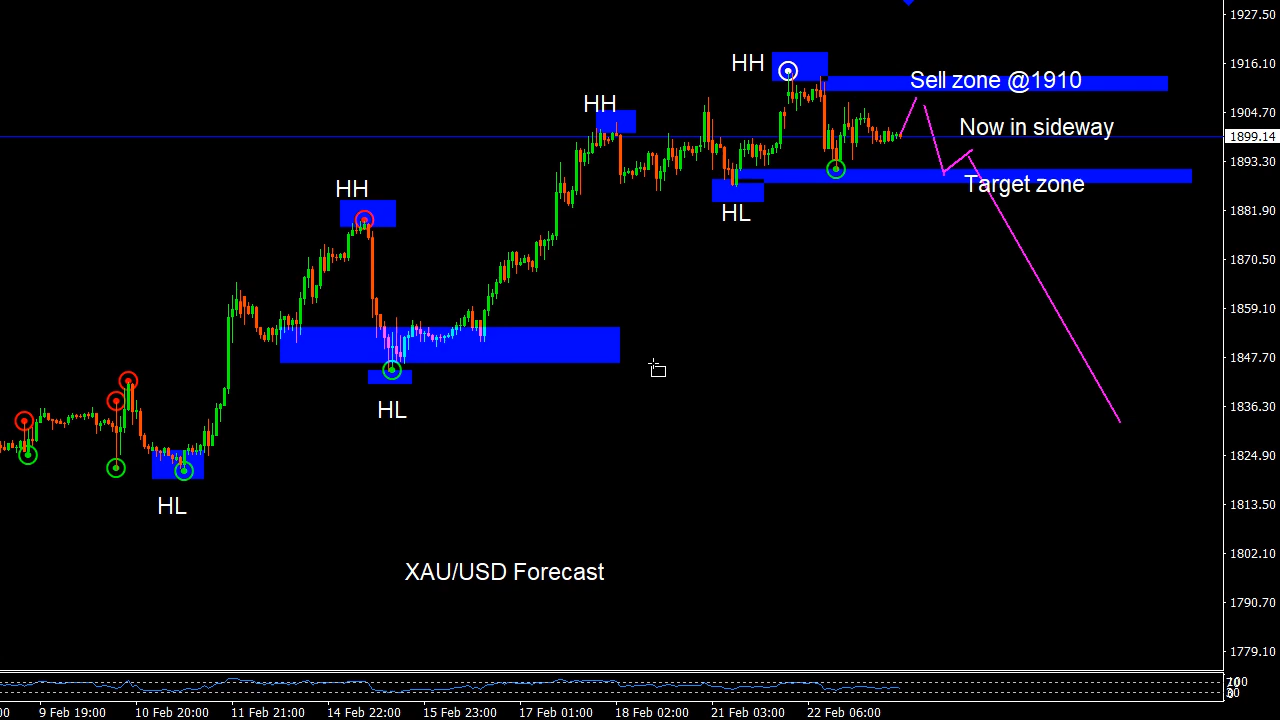 1927.50
HH
1916.10
Sell zone @1910
HH
1904.70
Now in sideway
1899.14
1893.30
HH
Target zone
HL
1881.90
1870.50
1859.10
1847.70
HL
1836.30
1824.90
HL
1813.50
1802.10
XAU/USD Forecast
1790.70
1779.10
9 Feb 19:00 10 Feb 20:00 11 Feb 21:00 14 Feb 22:00 15 Feb 23:00 17 Feb 01:00 18 Feb 02:00 21 Feb 03:00 22 Feb 06:00